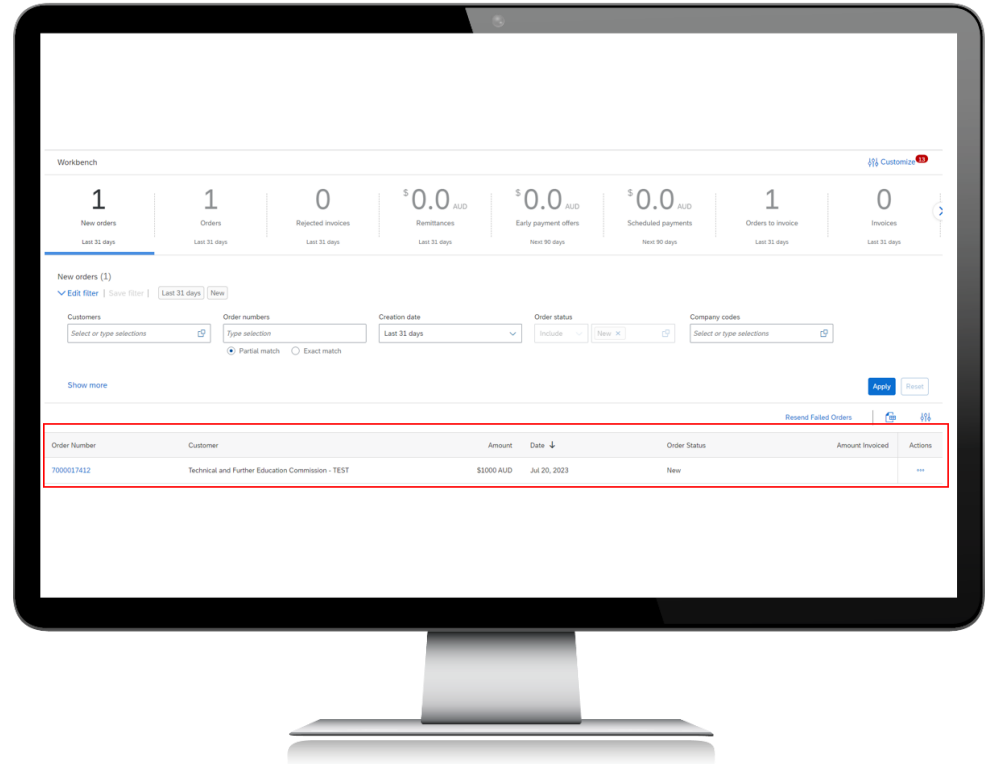 Workbench
Customize 13
1 1 0 $ 0.0 AUD $ 0.0 AUD $ 0.0 AUD 1 0
New orders Orders Rejected invoices Remittances Early payment offers Scheduled payments Orders to invoice Invoices
Last 31 days Last 31 days Last 31 days Last 31 days Next 90 days Next 90 days Last 31 days Last 31 days
New orders (1)
Edit filter | Save filter | Last 31 days New
Customers Order numbers Creation date Order status Company codes
Select or type selections Type selection Last 31 days Include New × Select or type selections
Partial match Exact match
Show more Apply Reset
Resend Failed Orders
Order Number Customer Amount Date ↓ Order Status Amount Invoiced Actions
7000017412 Technical and Further Education Commission - TEST $1000 AUD Jul 20, 2023 New